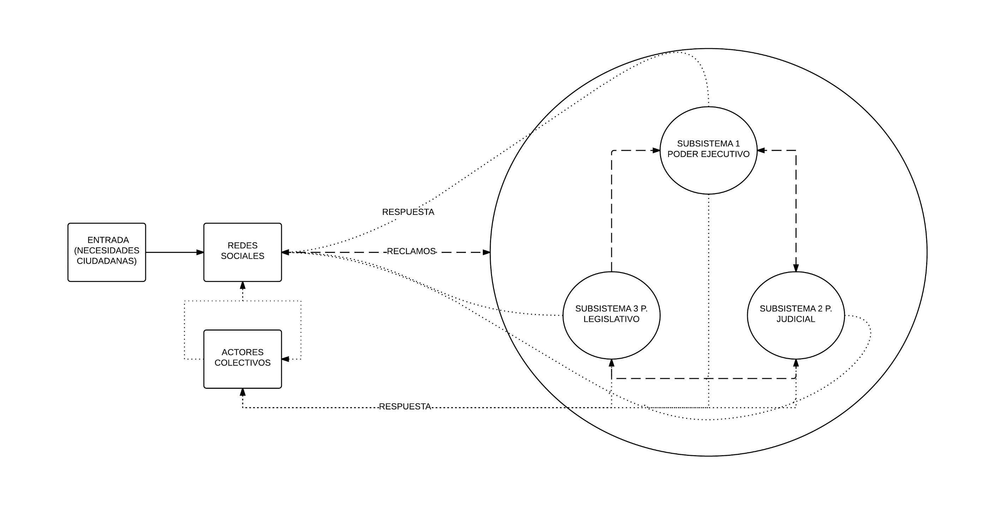 ENTRADA
(NECESIDADES
CIUDADANAS)
REDES
SOCIALES
ACTORES
COLECTIVOS
RESPUESTA
RECLAMOS
RESPUESTA
SUBSISTEMA 1
PODER EJECUTIVO
SUBSISTEMA 3 P.
LEGISLATIVO
SUBSISTEMA 2 P.
JUDICIAL